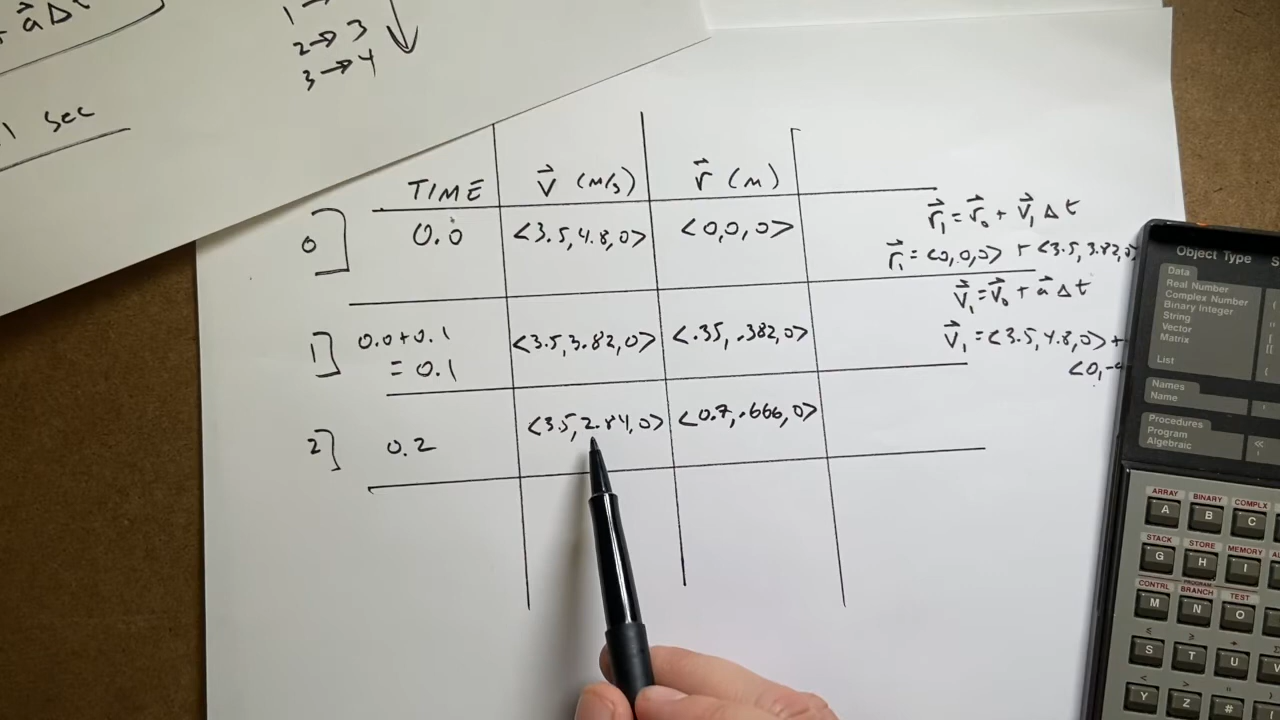 + a⃗ Δt
1 →
2 → 3
3 → 4
1 sec
TIME v⃗ (m/s) r⃗ (m)
0] 0.0 <3.5, 4.8, 0> <0,0,0>
r⃗₁ = r⃗₀ + v⃗₁ Δt
r⃗₁ = <0,0,0> + <3.5, 3.82, 0
v⃗₁ = v⃗₀ + a⃗ Δt
v⃗₁ = <3.5, 4.8, 0> +
<0, -
1] 0.0 + 0.1 <3.5, 3.82, 0> <.35, .382, 0>
= 0.1
2] 0.2 <3.5, 2.84, 0> <0.7, .666, 0>
Object Type S
Data
Real Number
Complex Number
Binary Integer
String
Vector
Matrix
List
Names
Name
Procedures
Program
Algebraic
ARRAY BINARY COMPLX
A B C
STACK STORE MEMORY
G H I
CONTRL PROGRAM BRANCH TEST
M N O
S T U
Y Z #